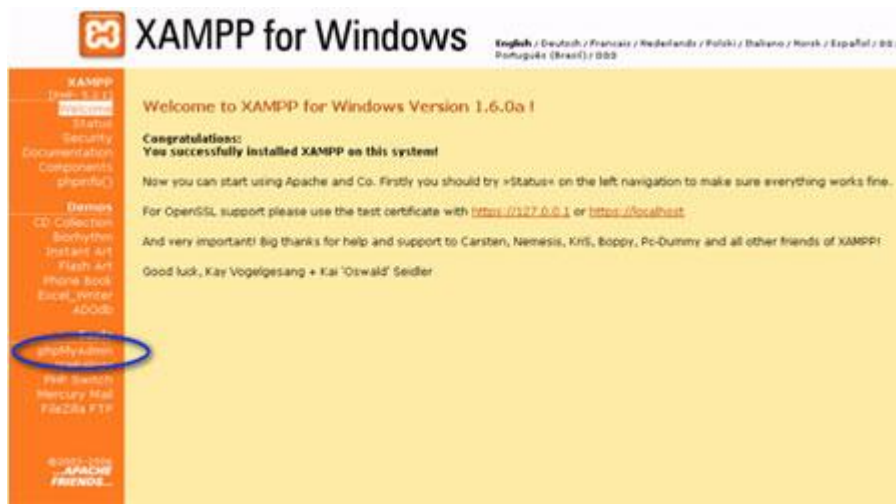 XAMPP for Windows
English / Deutsch / Francais / Nederlands / Polski / Italiano / Norsk / Español /
Português (Brasil) /
XAMPP
Welcome
Status
Security
Documentation
Components
phpinfo()
Demos
CD Collection
Biorhythm
Instant Art
Flash Art
Phone Book
Excel_Writer
ADOdb
phpMyAdmin
PHP Switch
Mercury Mail
FileZilla FTP
©2002-2006
...APACHE
FRIENDS...
Welcome to XAMPP for Windows Version 1.6.0a !
Congratulations:
You successfully installed XAMPP on this system!
Now you can start using Apache and Co. Firstly you should try »Status« on the left navigation to make sure everything works fine.
For OpenSSL support please use the test certificate with https://127.0.0.1 or https://localhost
And very important! Big thanks for help and support to Carsten, Nemesis, KriS, Boppy, Pc-Dummy and all other friends of XAMPP!
Good luck, Kay Vogelgesang + Kai 'Oswald' Seidler